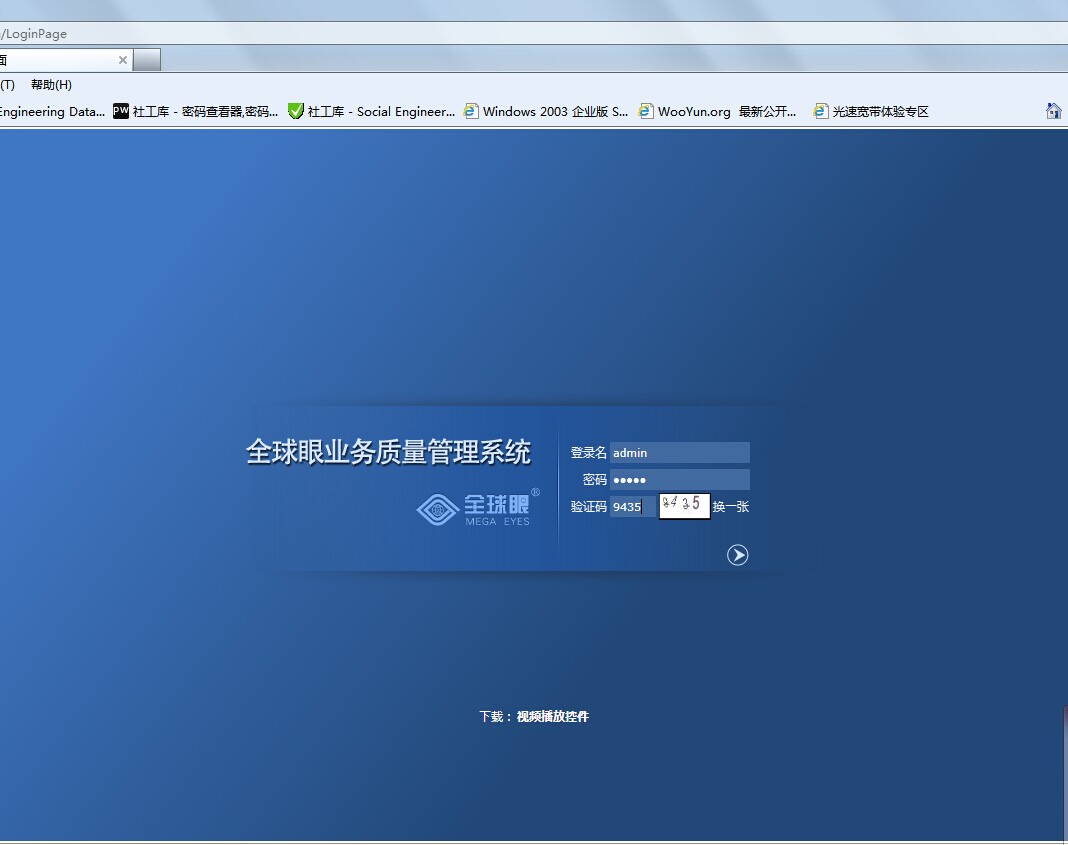 /LoginPage
面
(T) 帮助(H)
Engineering Data... PW 社工库 - 密码查看器,密码... 社工库 - Social Engineer... Windows 2003 企业版 S... WooYun.org 最新公开... 光速宽带体验专区
全球眼业务质量管理系统
全球眼®
MEGA EYES
登录名 admin
密码 •••••
验证码 9435 9435 换一张
下载：视频播放控件